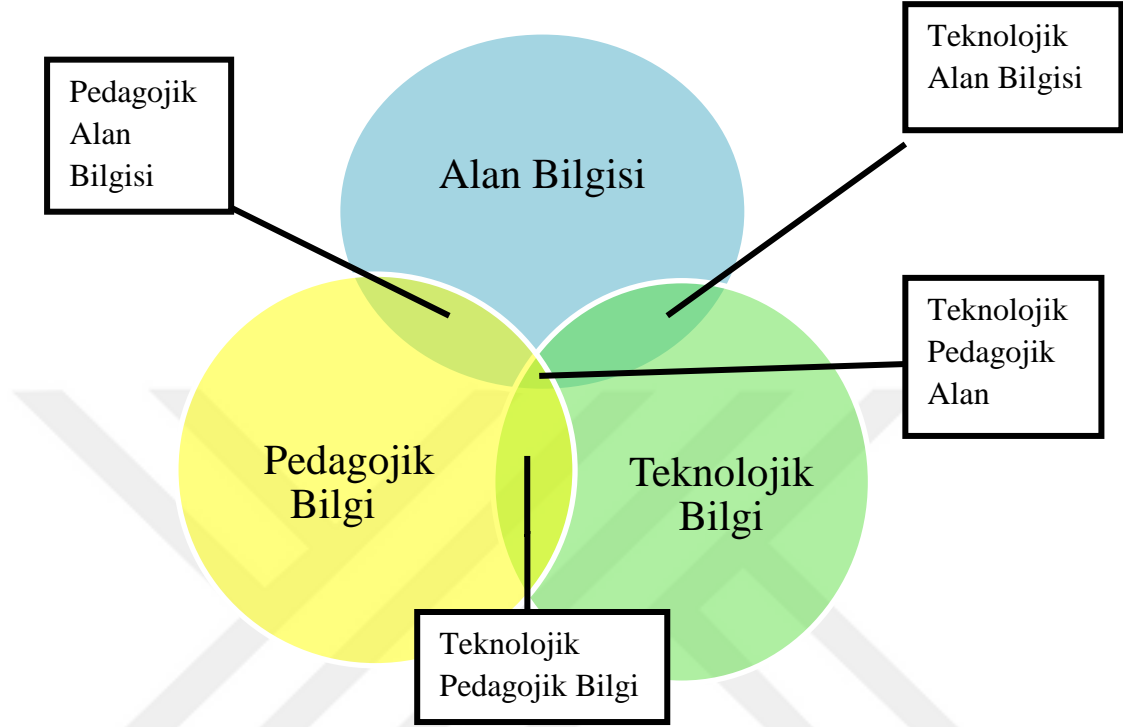 Teknolojik
Alan Bilgisi
Pedagojik
Alan
Bilgisi
Alan Bilgisi
Teknolojik
Pedagojik
Alan
Pedagojik
Bilgi
Teknolojik
Bilgi
Teknolojik
Pedagojik Bilgi